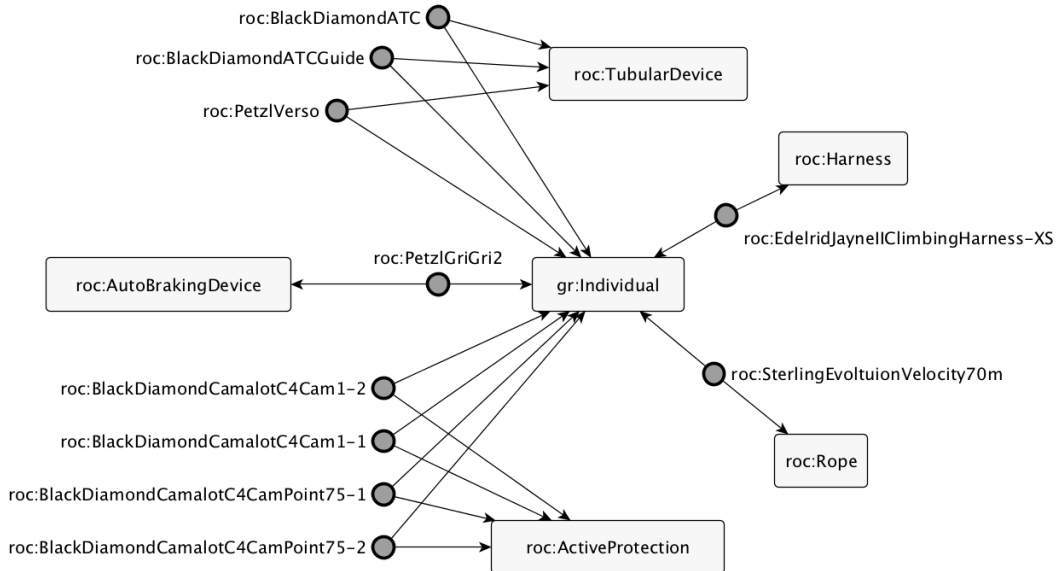 roc:BlackDiamondATC
roc:BlackDiamondATCGuide
roc:TubularDevice
roc:PetzlVerso
roc:Harness
roc:EdelridJayneIIClimbingHarness-XS
roc:PetzlGriGri2
roc:AutoBrakingDevice
gr:Individual
roc:SterlingEvoltuionVelocity70m
roc:BlackDiamondCamalotC4Cam1-2
roc:BlackDiamondCamalotC4Cam1-1
roc:Rope
roc:BlackDiamondCamalotC4CamPoint75-1
roc:BlackDiamondCamalotC4CamPoint75-2
roc:ActiveProtection